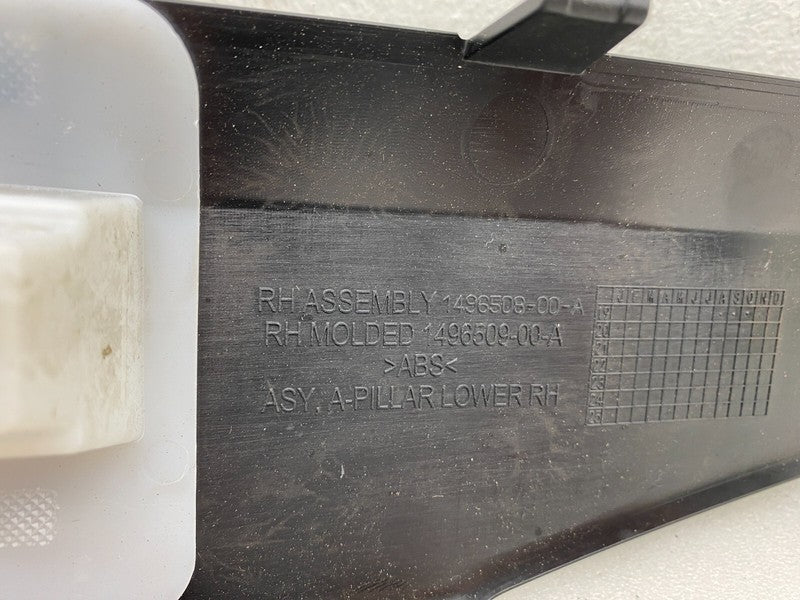 RH ASSEMBLY 1496508-00-A
RH MOLDED 1496509-00-A
>ABS<
ASY, A-PILLAR LOWER RH
J F M A M J J A S O N D